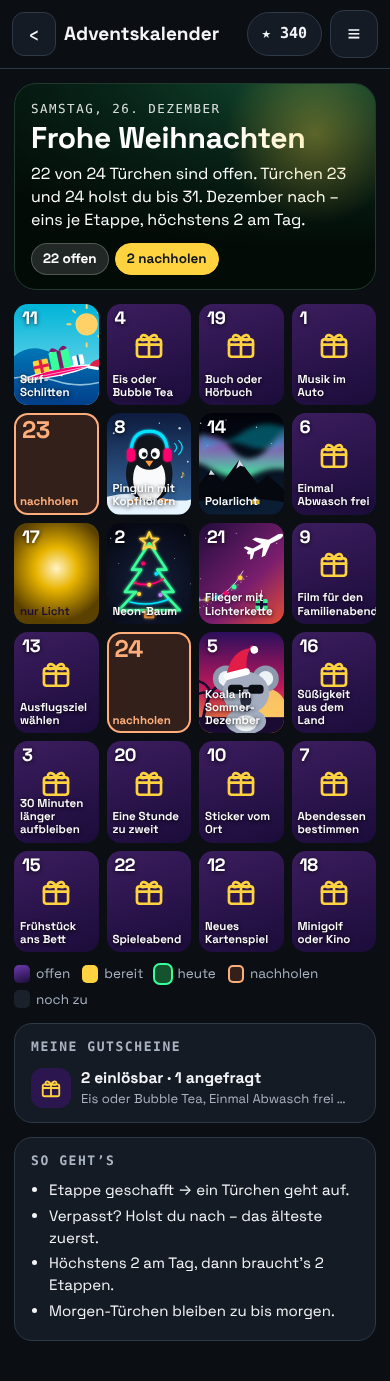 < Adventskalender ★ 340 ≡
SAMSTAG, 26. DEZEMBER
Frohe Weihnachten
22 von 24 Türchen sind offen. Türchen 23
und 24 holst du bis 31. Dezember nach –
eins je Etappe, höchstens 2 am Tag.
22 offen
2 nachholen
11
Surf-
Schlitten
4
Eis oder
Bubble Tea
19
Buch oder
Hörbuch
1
Musik im
Auto
23
nachholen
8
Pinguin mit
Kopfhörern
14
Polarlicht
6
Einmal
Abwasch frei
17
nur Licht
2
Neon-Baum
21
Flieger mit
Lichterkette
9
Film für den
Familienabend
13
Ausflugsziel
wählen
24
nachholen
5
Koala im
Sommer-
Dezember
16
Süßigkeit
aus dem
Land
3
30 Minuten
länger
aufbleiben
20
Eine Stunde
zu zweit
10
Sticker vom
Ort
7
Abendessen
bestimmen
15
Frühstück
ans Bett
22
Spieleabend
12
Neues
Kartenspiel
18
Minigolf
oder Kino
offen
bereit
heute
nachholen
noch zu
MEINE GUTSCHEINE
2 einlösbar · 1 angefragt
Eis oder Bubble Tea, Einmal Abwasch frei …
SO GEHT’S
• Etappe geschafft → ein Türchen geht auf.
• Verpasst? Holst du nach – das älteste
zuerst.
• Höchstens 2 am Tag, dann braucht’s 2
Etappen.
• Morgen-Türchen bleiben zu bis morgen.